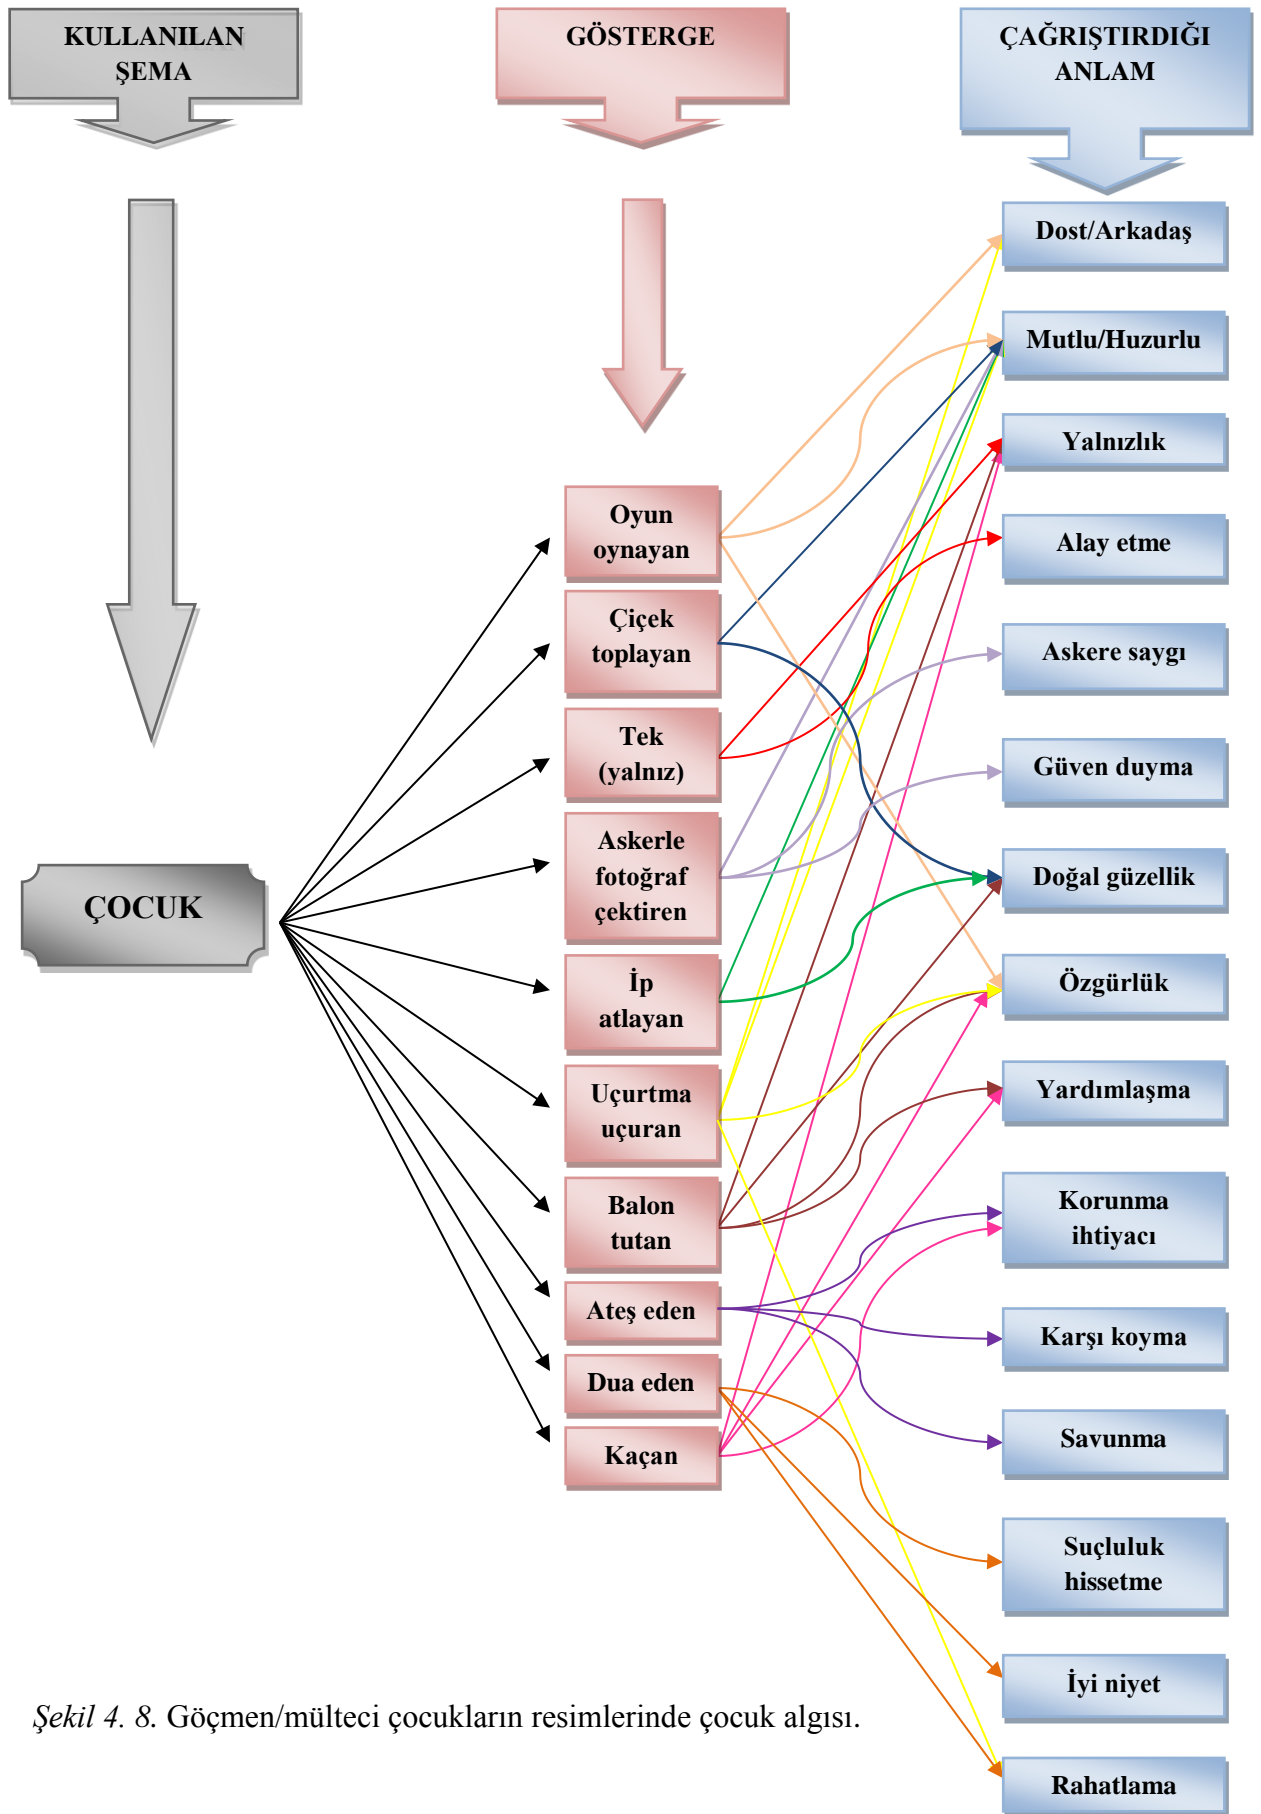 KULLANILAN
ŞEMA
GÖSTERGE
ÇAĞRIŞTIRDIĞI
ANLAM
ÇOCUK
Oyun
oynayan
Çiçek
toplayan
Tek
(yalnız)
Askerle
fotoğraf
çektiren
İp
atlayan
Uçurtma
uçuran
Balon
tutan
Ateş eden
Dua eden
Kaçan
Dost/Arkadaş
Mutlu/Huzurlu
Yalnızlık
Alay etme
Askere saygı
Güven duyma
Doğal güzellik
Özgürlük
Yardımlaşma
Korunma
ihtiyacı
Karşı koyma
Savunma
Suçluluk
hissetme
İyi niyet
Rahatlama
Şekil 4. 8. Göçmen/mülteci çocukların resimlerinde çocuk algısı.